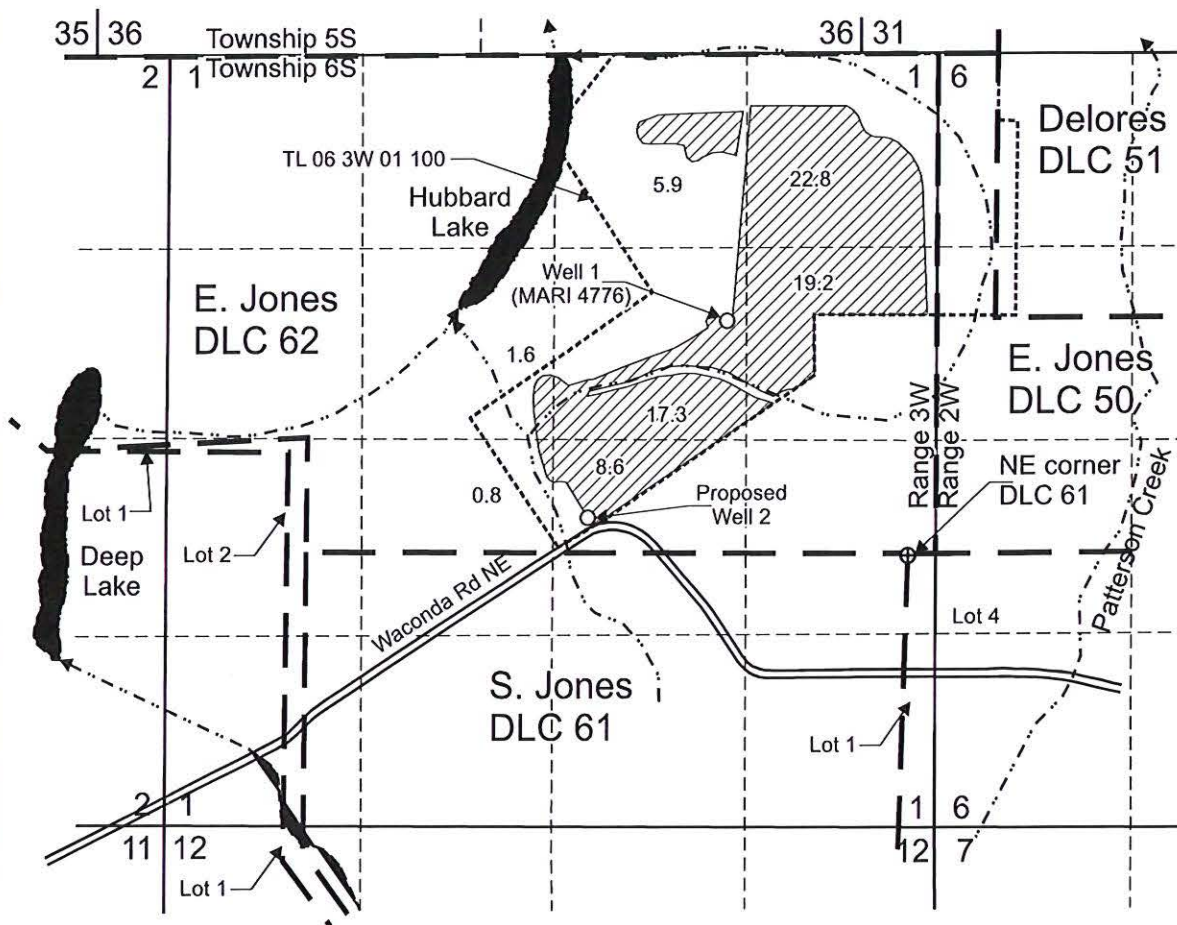 35 36
36 31
Township 5S
Township 6S
2 1
1 6
Delores
DLC 51
TL 06 3W 01 100
5.9
22.8
Hubbard
Lake
Well 1
(MARI 4776)
19.2
E. Jones
DLC 62
1.6
E. Jones
DLC 50
17.3
Range 3W
Range 2W
8.6
NE corner
DLC 61
0.8
Proposed
Well 2
Lot 1
Lot 2
Deep
Lake
Waconda Rd NE
Patterson Creek
Lot 4
S. Jones
DLC 61
Lot 1
2 1
1 6
11 12
12 7
Lot 1